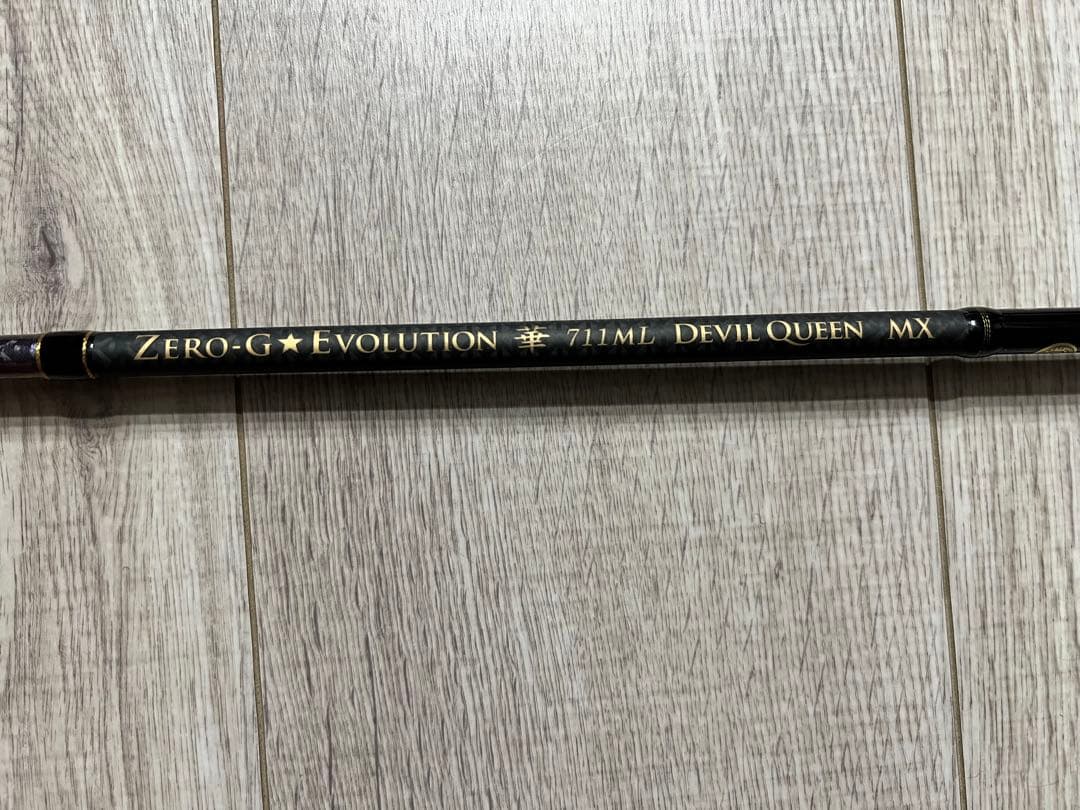 ZERO-G★EVOLUTION 華 711ML DEVIL QUEEN MX